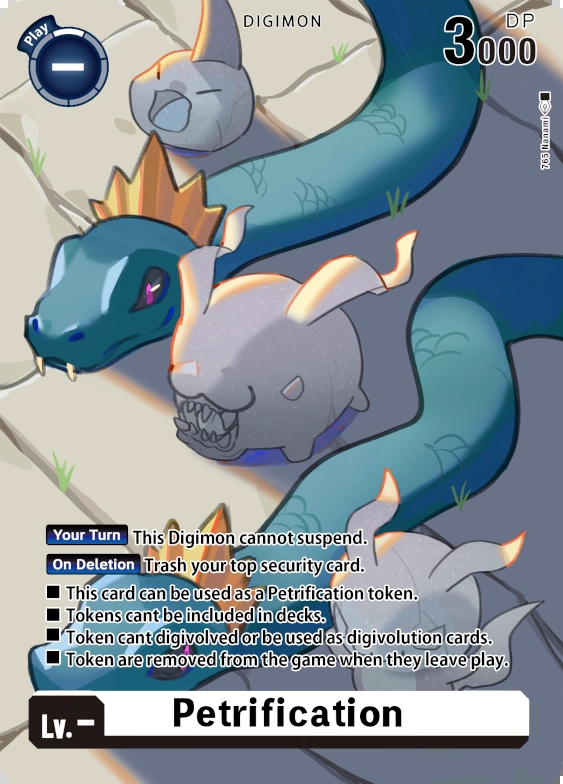 Play
—
DIGIMON
DP
3000
765 Nanami
Your Turn This Digimon cannot suspend.
On Deletion Trash your top security card.
■ This card can be used as a Petrification token.
■ Tokens cant be included in decks.
■ Token cant digivolved or be used as digivolution cards.
■ Token are removed from the game when they leave play.
Lv.—
Petrification